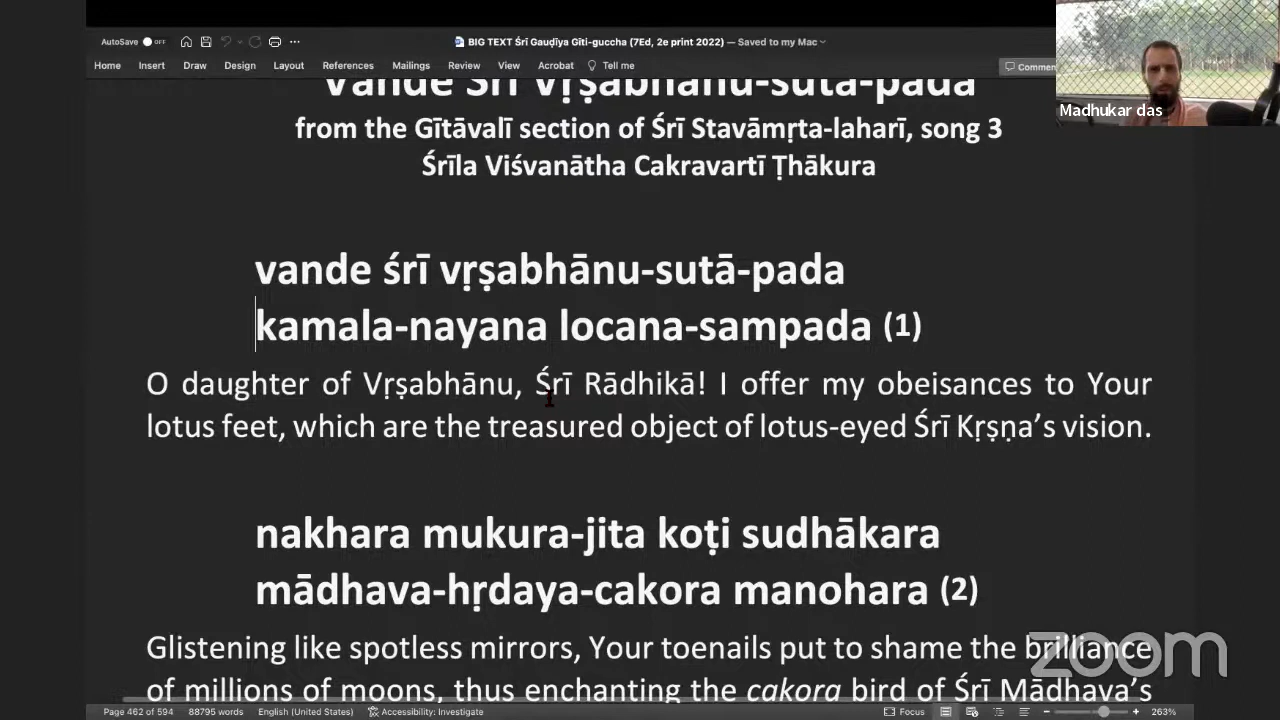 AutoSave OFF
BIG TEXT Śrī Gauḍīya Gīti-guccha (7Ed, 2e print 2022) — Saved to my Mac
Home Insert Draw Design Layout References Mailings Review View Acrobat Tell me
Commen
Madhukar das
Vande Śrī Vṛṣabhānu-sutā-pada
from the Gītāvalī section of Śrī Stavāmṛta-laharī, song 3
Śrīla Viśvanātha Cakravartī Ṭhākura
vande śrī vṛṣabhānu-sutā-pada
kamala-nayana locana-sampada (1)
O daughter of Vṛṣabhānu, Śrī Rādhikā! I offer my obeisances to Your
lotus feet, which are the treasured object of lotus-eyed Śrī Kṛṣṇa’s vision.
nakhara mukura-jita koṭi sudhākara
mādhava-hṛdaya-cakora manohara (2)
Glistening like spotless mirrors, Your toenails put to shame the brilliance
of millions of moons, thus enchanting the cakora bird of Śrī Mādhava’s
zoom
Page 462 of 594 88795 words English (United States) Accessibility: Investigate Focus 263%